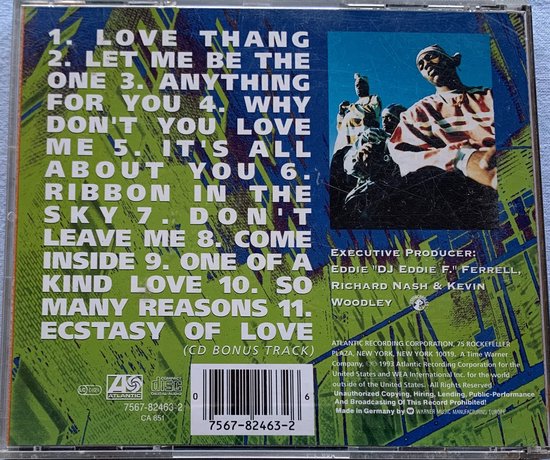 1. LOVE THANG
2. LET ME BE THE
ONE 3. ANYTHING
FOR YOU 4. WHY
DON'T YOU LOVE
ME 5. IT'S ALL
ABOUT YOU 6.
RIBBON IN THE
SKY 7. DON'T
LEAVE ME 8. COME
INSIDE 9. ONE OF A
KIND LOVE 10. SO
MANY REASONS 11.
ECSTASY OF LOVE
(CD BONUS TRACK)
EXECUTIVE PRODUCER:
EDDIE "DJ EDDIE F." FERRELL,
RICHARD NASH & KEVIN
WOODLEY
ATLANTIC RECORDING CORPORATION, 75 ROCKEFELLER
PLAZA, NEW YORK, NEW YORK 10019. A Time Warner
Company. ©℗ 1993 Atlantic Recording Corporation for the
United States and WEA International Inc. for the world
outside of the United States. All Rights Reserved
Unauthorized Copying, Hiring, Lending, Public-Performance
And Broadcasting Of This Record Prohibited!
Made in Germany by WARNER MUSIC MANUFACTURING EUROPE
ATLANTIC
COMPACT
disc
DIGITAL AUDIO
7567-82463-2
CA 651
0 6
7567-82463-2